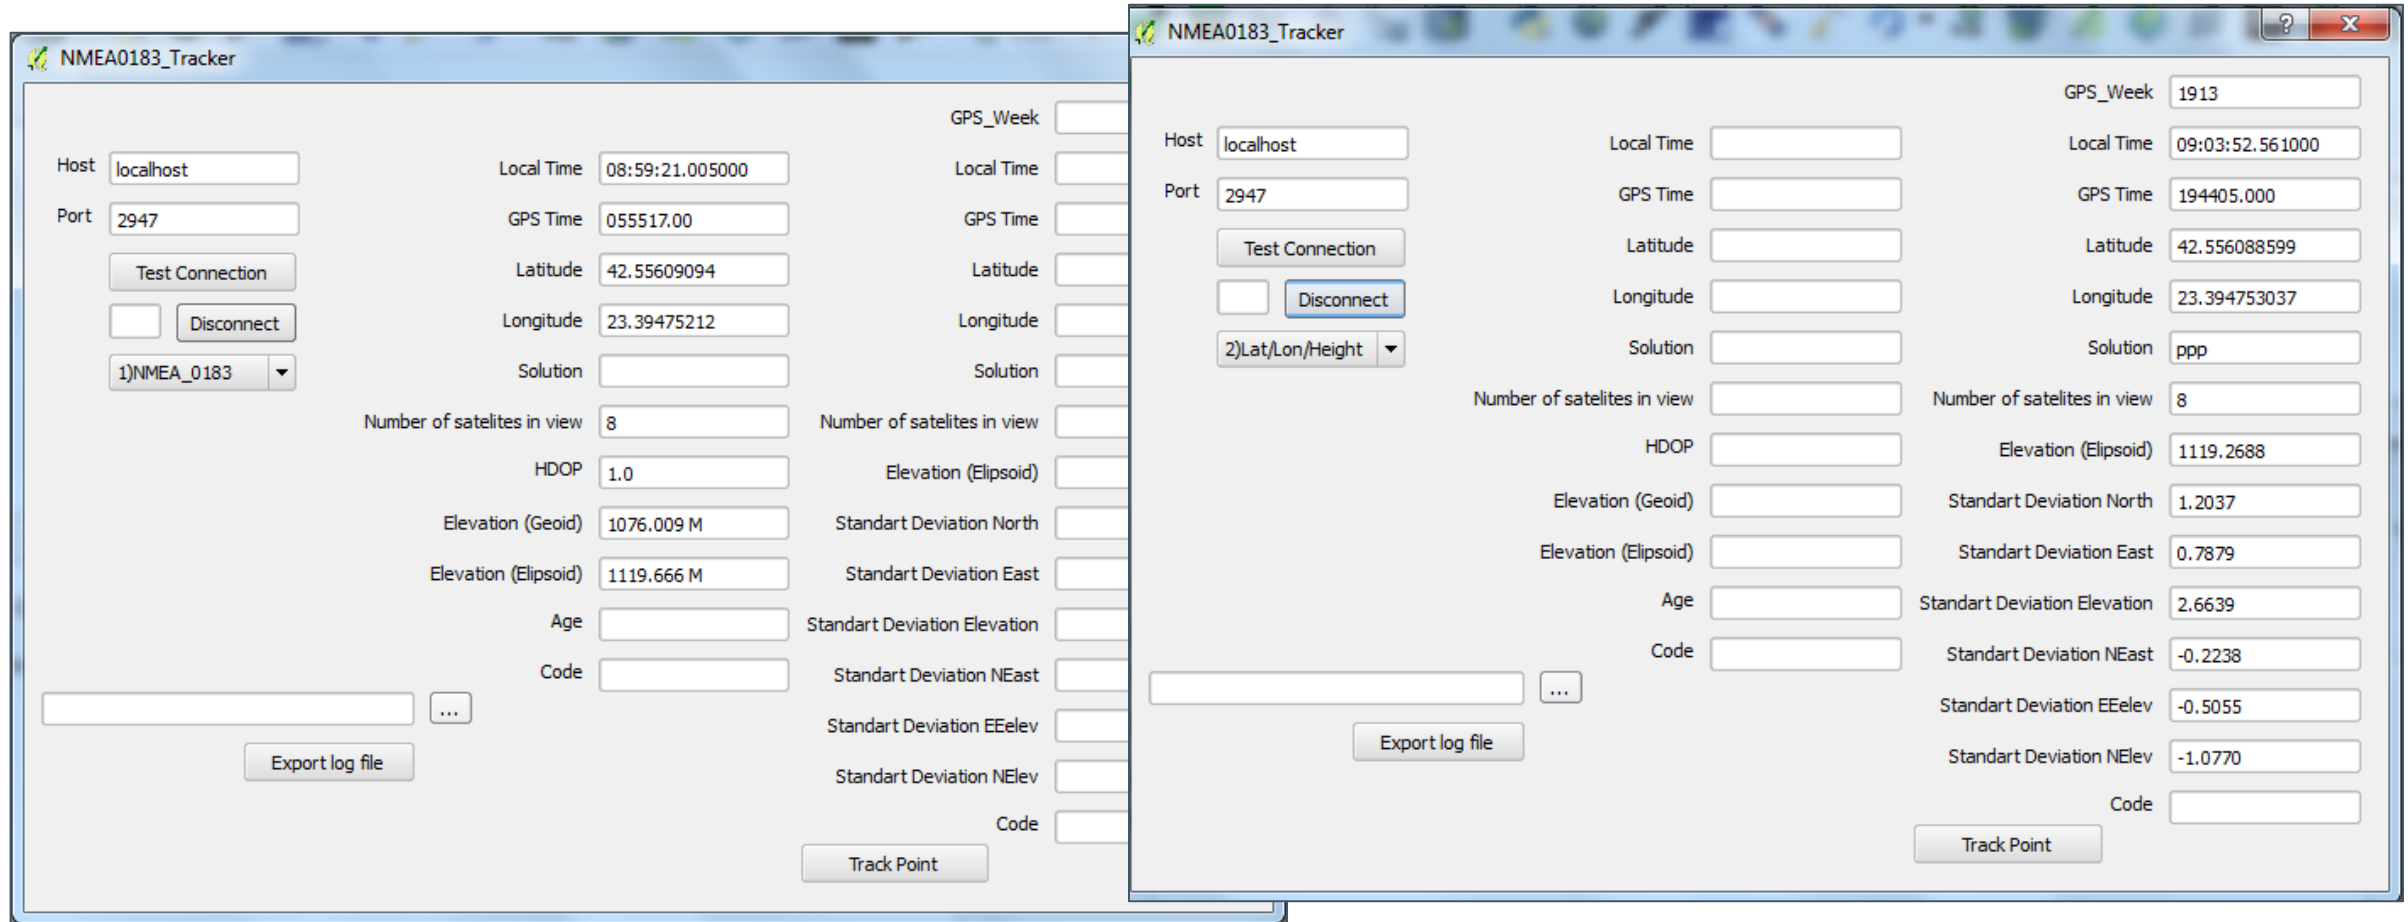 NMEA0183_Tracker
GPS_Week
Host localhost Local Time 08:59:21.005000 Local Time
Port 2947 GPS Time 055517.00 GPS Time
Test Connection Latitude 42.55609094 Latitude
Disconnect Longitude 23.39475212 Longitude
1)NMEA_0183 Solution Solution
Number of satelites in view 8 Number of satelites in view
HDOP 1.0 Elevation (Elipsoid)
Elevation (Geoid) 1076.009 M Standart Deviation North
Elevation (Elipsoid) 1119.666 M Standart Deviation East
Age Standart Deviation Elevation
Code Standart Deviation NEast
...
Standart Deviation EEelev
Export log file Standart Deviation NElev
Code
Track Point
NMEA0183_Tracker
? X
GPS_Week 1913
Host localhost Local Time Local Time 09:03:52.561000
Port 2947 GPS Time GPS Time 194405.000
Test Connection Latitude Latitude 42.556088599
Disconnect Longitude Longitude 23.394753037
2)Lat/Lon/Height Solution Solution ppp
Number of satelites in view Number of satelites in view 8
HDOP Elevation (Elipsoid) 1119.2688
Elevation (Geoid) Standart Deviation North 1.2037
Elevation (Elipsoid) Standart Deviation East 0.7879
Age Standart Deviation Elevation 2.6639
Code Standart Deviation NEast -0.2238
...
Standart Deviation EEelev -0.5055
Export log file Standart Deviation NElev -1.0770
Code
Track Point